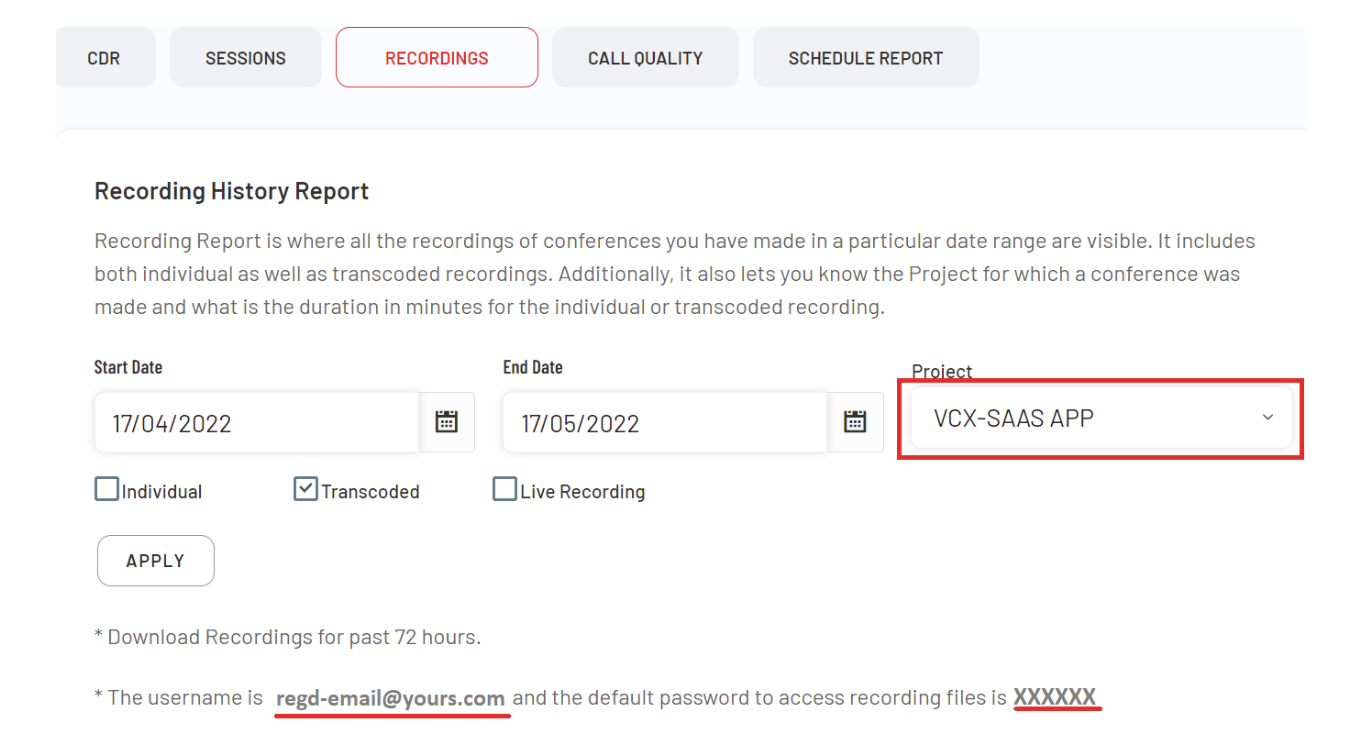 CDR SESSIONS RECORDINGS CALL QUALITY SCHEDULE REPORT
Recording History Report
Recording Report is where all the recordings of conferences you have made in a particular date range are visible. It includes
both individual as well as transcoded recordings. Additionally, it also lets you know the Project for which a conference was
made and what is the duration in minutes for the individual or transcoded recording.
Start Date End Date Project
17/04/2022 17/05/2022 VCX-SAAS APP
Individual Transcoded Live Recording
APPLY
* Download Recordings for past 72 hours.
* The username is regd-email@yours.com and the default password to access recording files is XXXXXX